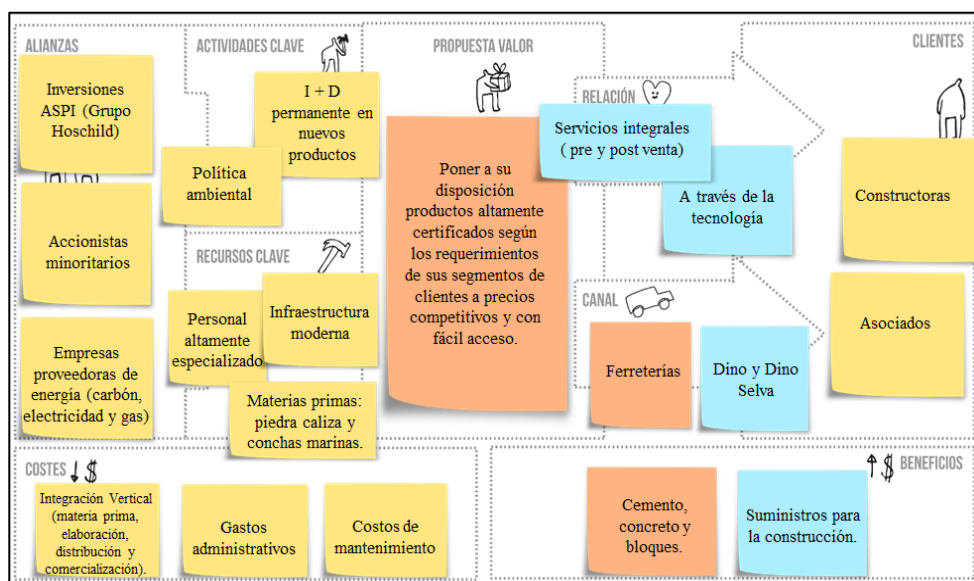 ALIANZAS
Inversiones
ASPI (Grupo
Hoschild)
Accionistas
minoritarios
Empresas
proveedoras de
energía (carbón,
electricidad y gas)
ACTIVIDADES CLAVE
I + D
permanente en
nuevos
productos
Política
ambiental
RECURSOS CLAVE
Infraestructura
moderna
Personal
altamente
especializado
Materias primas:
piedra caliza y
conchas marinas.
PROPUESTA VALOR
Poner a su
disposición
productos altamente
certificados según
los requerimientos
de sus segmentos de
clientes a precios
competitivos y con
fácil acceso.
RELACIÓN
Servicios integrales
( pre y post venta)
A través de la
tecnología
CANAL
Ferreterías
Dino y Dino
Selva
CLIENTES
Constructoras
Asociados
COSTES
$
Integración Vertical
(materia prima,
elaboración,
distribución y
comercialización).
Gastos
administrativos
Costos de
mantenimiento
$
BENEFICIOS
Cemento,
concreto y
bloques.
Suministros para
la construcción.